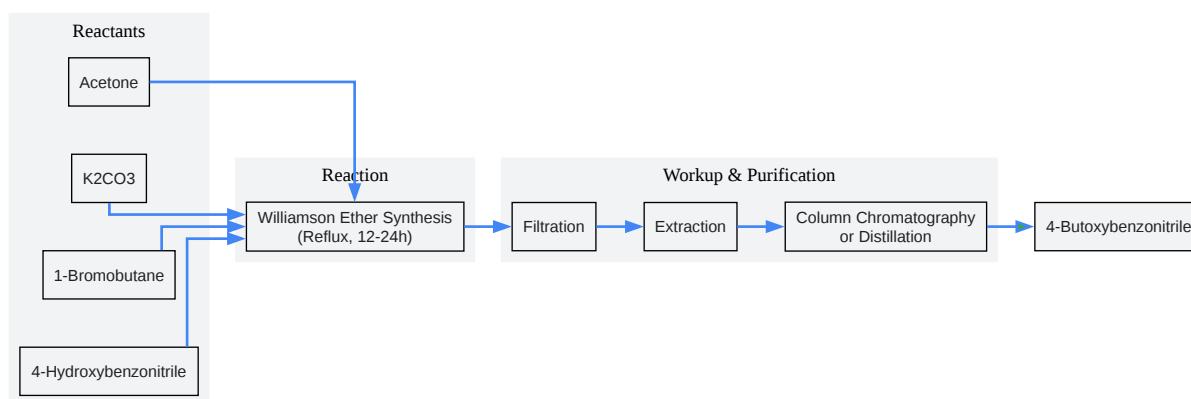 Reactants
Acetone
K2CO3
1-Bromobutane
4-Hydroxybenzonitrile
Reaction
Williamson Ether Synthesis
(Reflux, 12-24h)
Workup & Purification
Filtration
Extraction
Column Chromatography
or Distillation
4-Butoxybenzonitrile